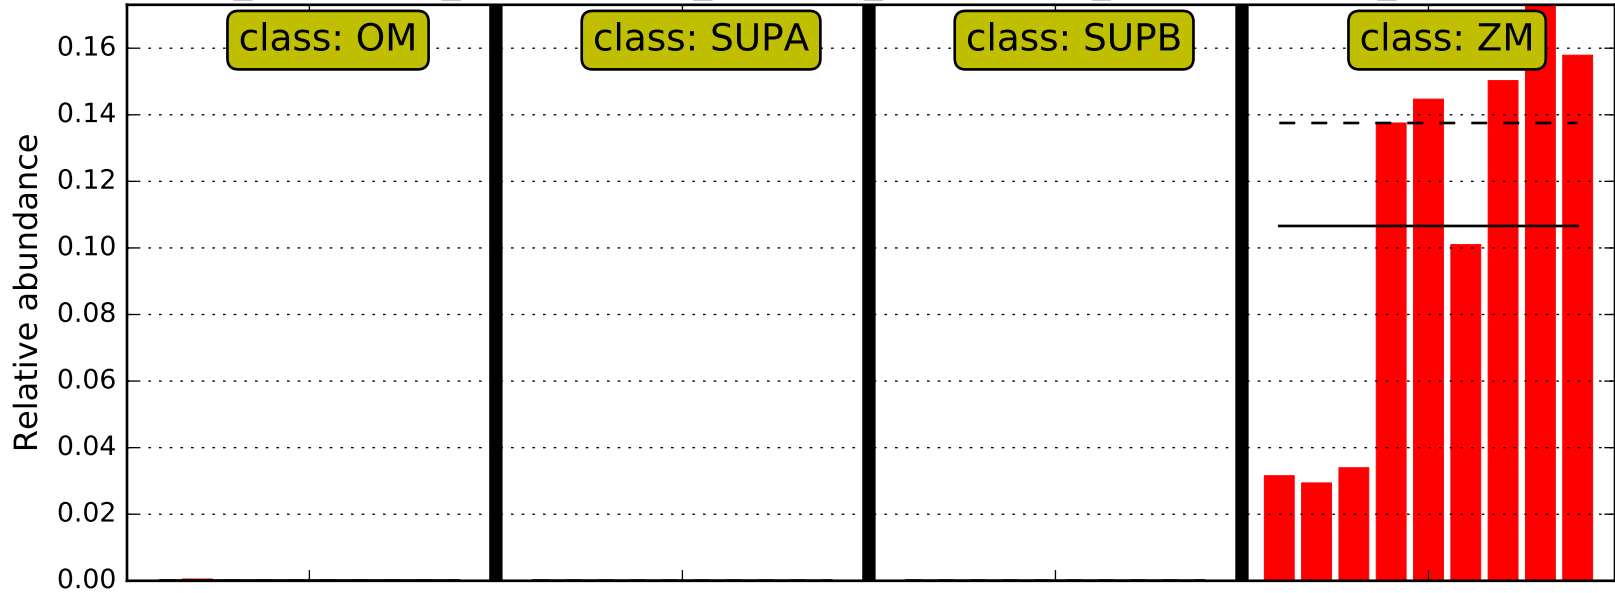 class: OM
class: SUPA
class: SUPB
class: ZM
Relative abundance
0.16
0.14
0.12
0.10
0.08
0.06
0.04
0.02
0.00